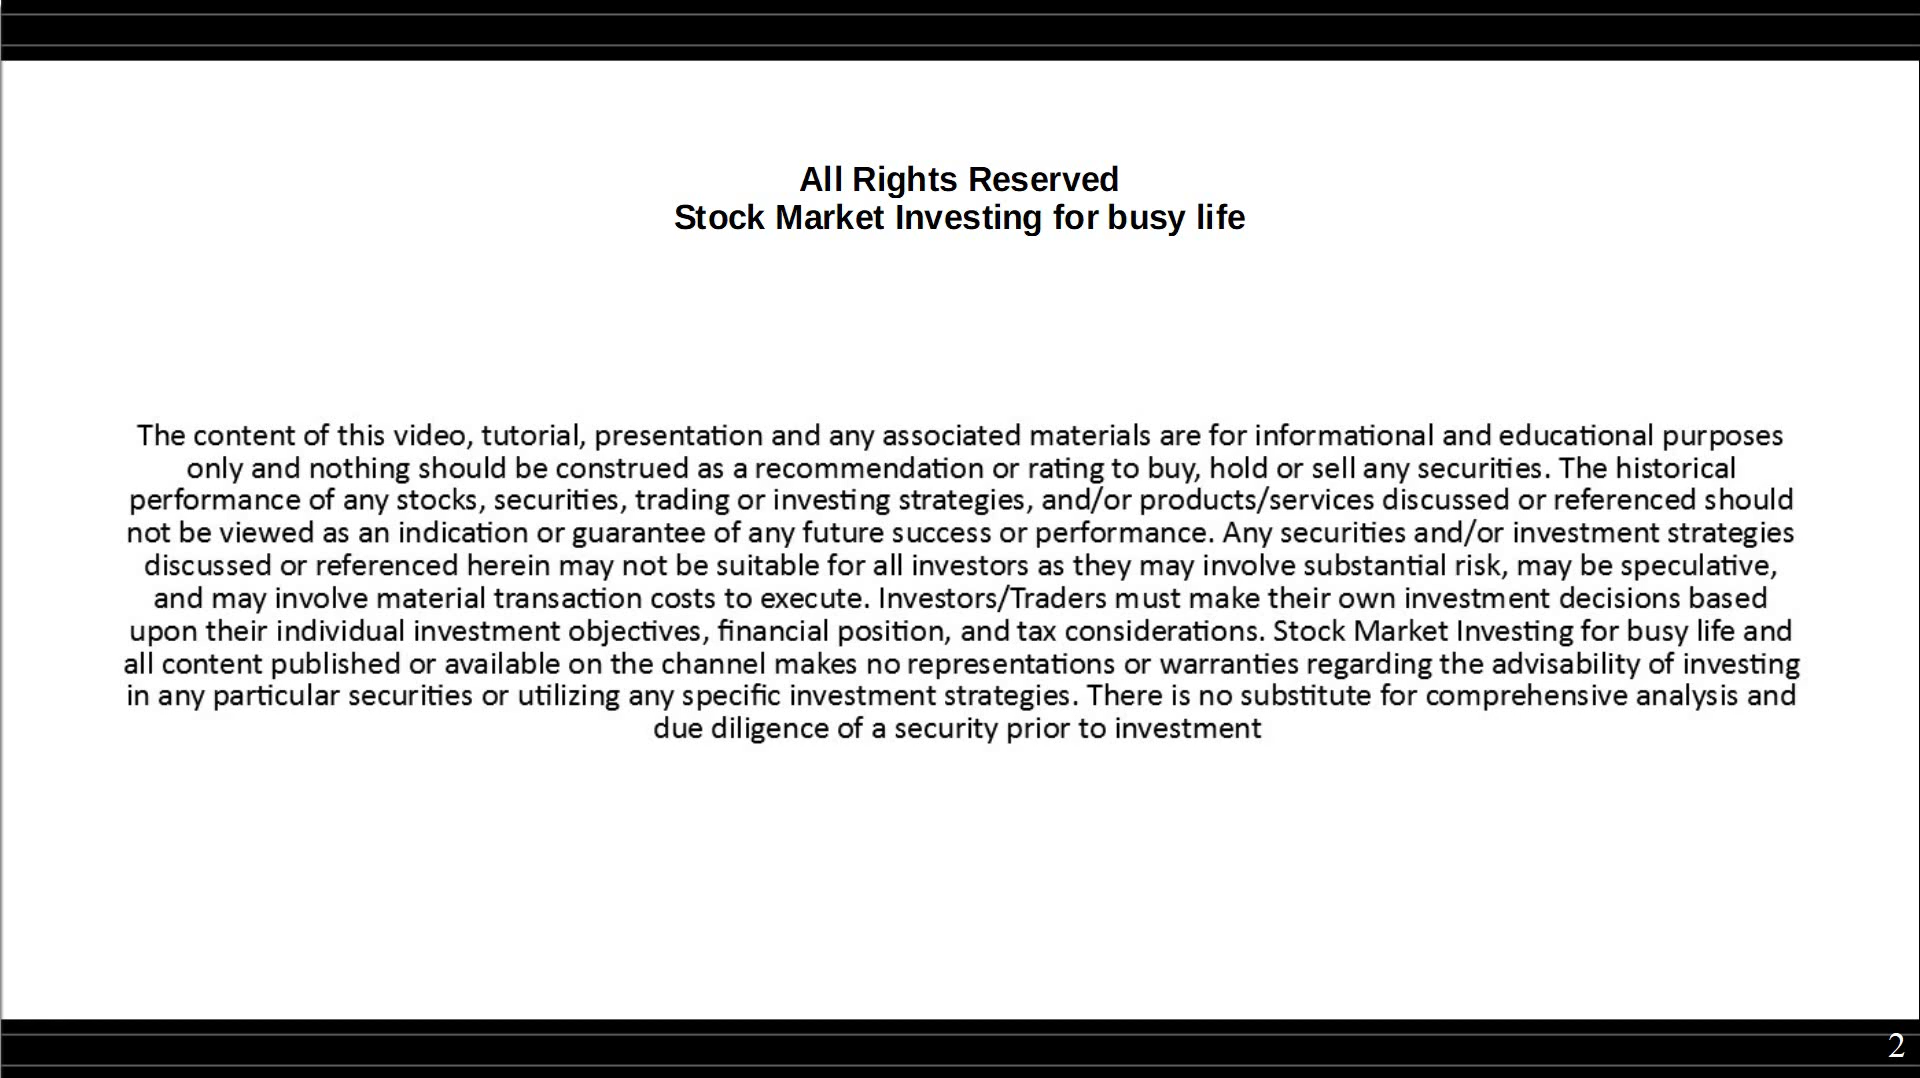 All Rights Reserved
Stock Market Investing for busy life
The content of this video, tutorial, presentation and any associated materials are for informational and educational purposes
only and nothing should be construed as a recommendation or rating to buy, hold or sell any securities. The historical
performance of any stocks, securities, trading or investing strategies, and/or products/services discussed or referenced should
not be viewed as an indication or guarantee of any future success or performance. Any securities and/or investment strategies
discussed or referenced herein may not be suitable for all investors as they may involve substantial risk, may be speculative,
and may involve material transaction costs to execute. Investors/Traders must make their own investment decisions based
upon their individual investment objectives, financial position, and tax considerations. Stock Market Investing for busy life and
all content published or available on the channel makes no representations or warranties regarding the advisability of investing
in any particular securities or utilizing any specific investment strategies. There is no substitute for comprehensive analysis and
due diligence of a security prior to investment
2